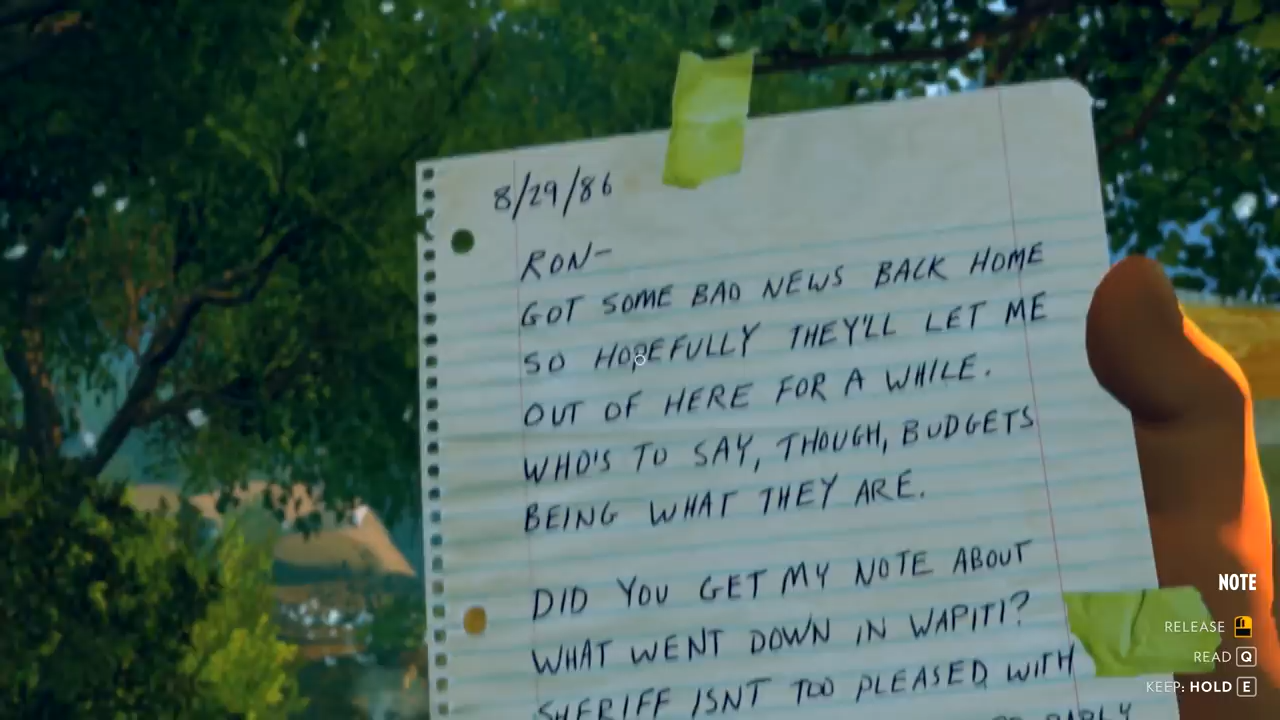 8/29/86
RON-
GOT SOME BAD NEWS BACK HOME
SO HOPEFULLY THEY'LL LET ME
OUT OF HERE FOR A WHILE.
WHO'S TO SAY, THOUGH, BUDGETS
BEING WHAT THEY ARE.
DID YOU GET MY NOTE ABOUT
WHAT WENT DOWN IN WAPITI?
SHERIFF ISNT TOO PLEASED WITH
NOTE
RELEASE
READ Q
KEEP: HOLD E